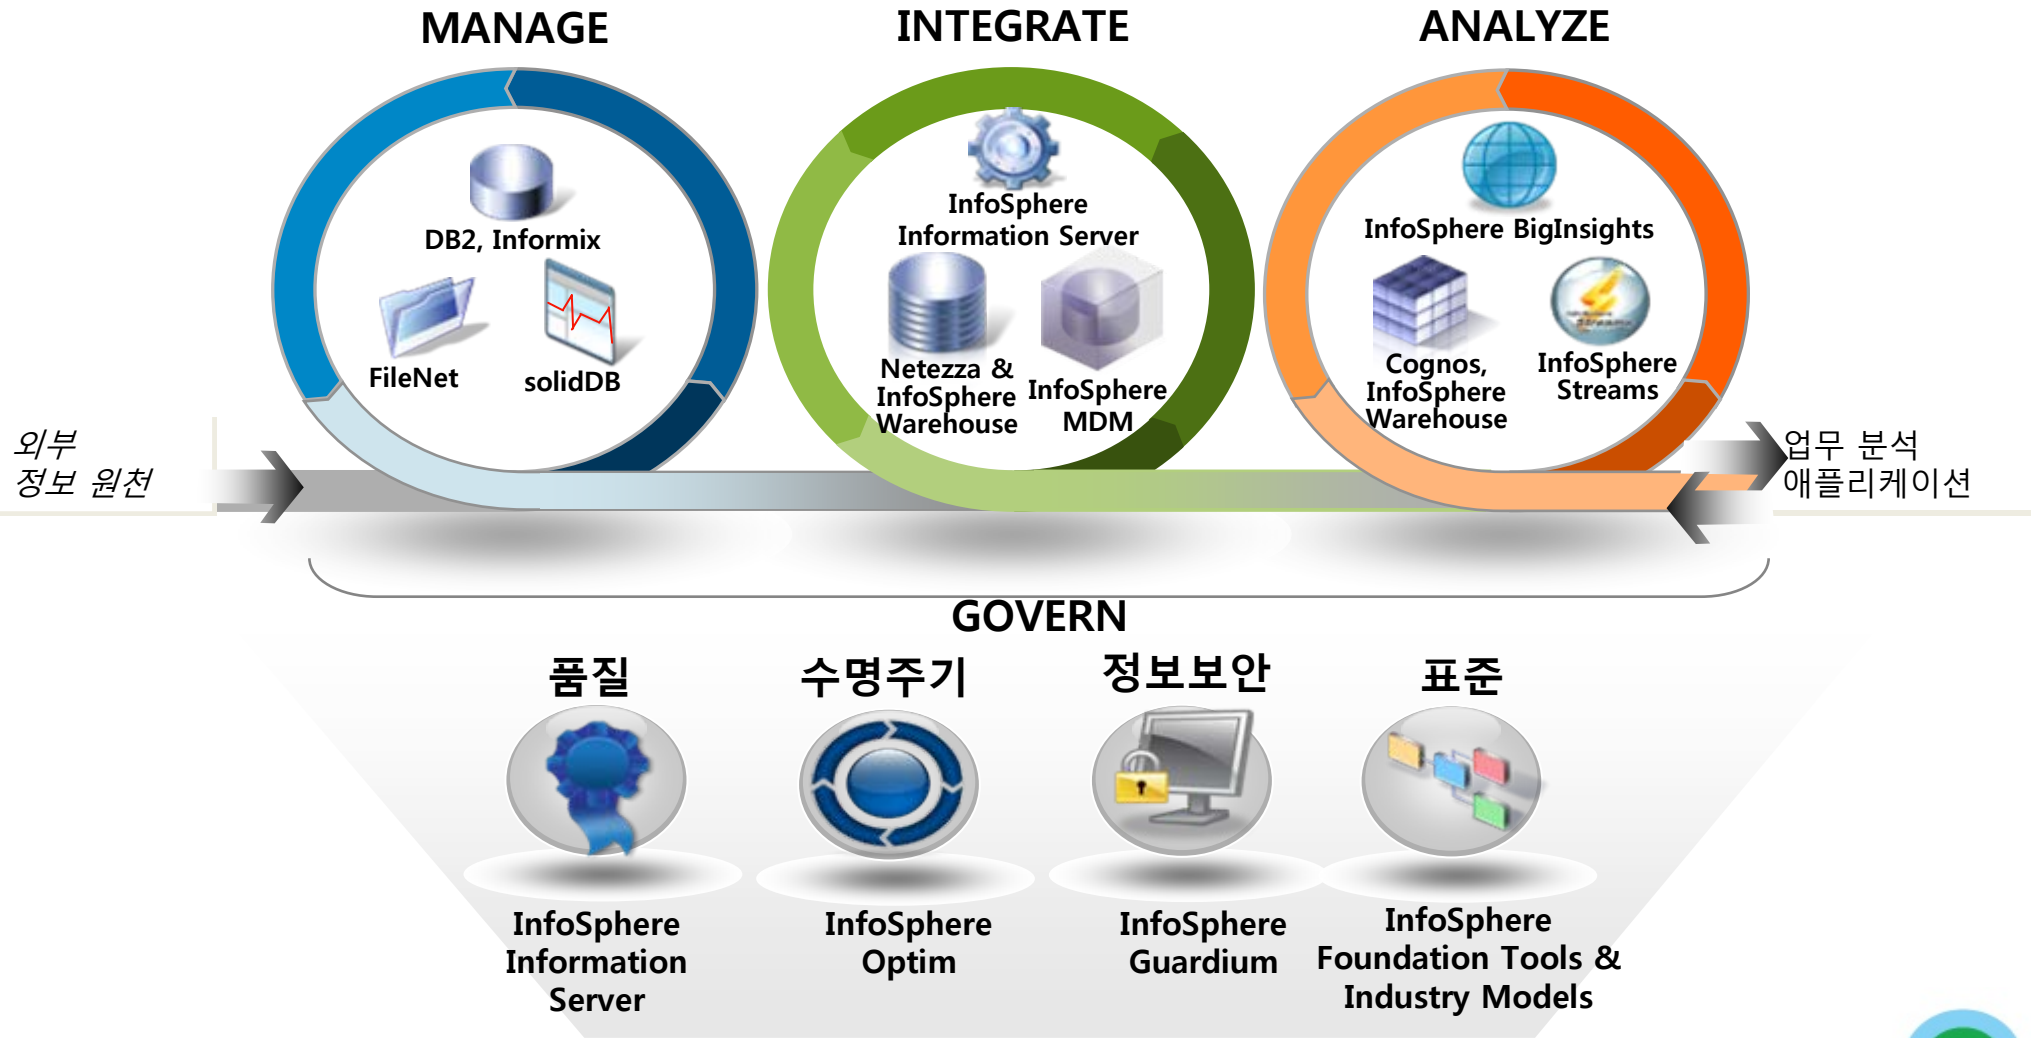 MANAGE
INTEGRATE
ANALYZE
DB2, Informix
FileNet
solidDB
InfoSphere
Information Server
Netezza &
InfoSphere
Warehouse
InfoSphere
MDM
InfoSphere BigInsights
Cognos,
InfoSphere
Warehouse
InfoSphere
Streams
외부
정보 원천
업무 분석
애플리케이션
GOVERN
품질
수명주기
정보보안
표준
InfoSphere
Information
Server
InfoSphere
Optim
InfoSphere
Guardium
InfoSphere
Foundation Tools &
Industry Models